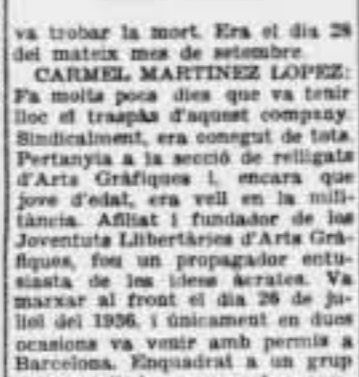 va trobar la mort. Era el dia 28
del mateix mes de setembre.
CARMEL MARTINEZ LOPEZ:
Fa molts pocs dies que va tenir
lloc el traspàs d'aquest company.
Sindicalment, era conegut de tots.
Pertanyia a la secció de relligats
d'Arts Gràfiques i, encara que
jove d'edat, era vell en la mili-
tància. Afiliat i fundador de les
Joventuts Llibertàries d'Arts Grà-
fiques, fou un propagador entu-
siasta de les idees àcrates. Va
marxar al front el dia 26 de ju-
liol del 1936, i únicament en dues
ocasions va venir amb permís a
Barcelona. Enquadrat a un grup